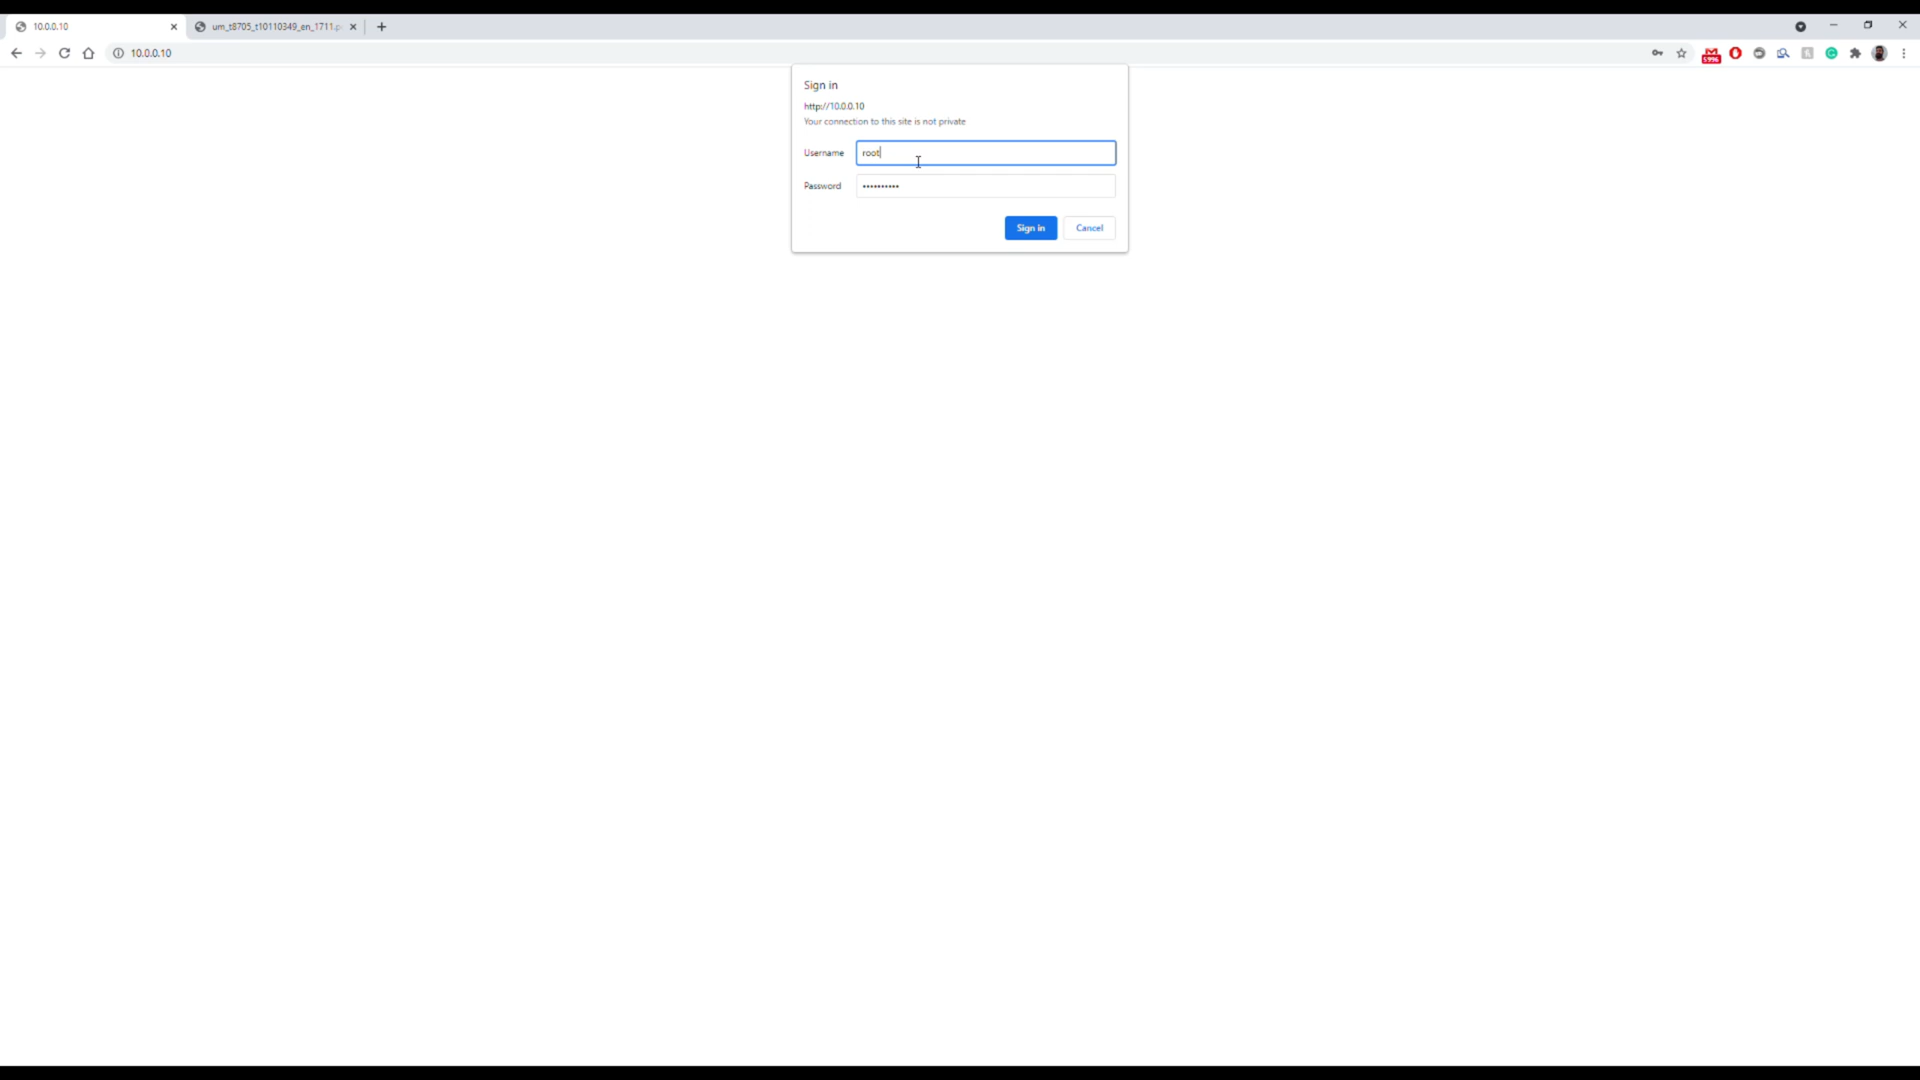 10.0.0.10
um_t8705_t10110349_en_1711.p
10.0.0.10
5996
Sign in
http://10.0.0.10
Your connection to this site is not private
Username root
Password ••••••••••
Sign in Cancel